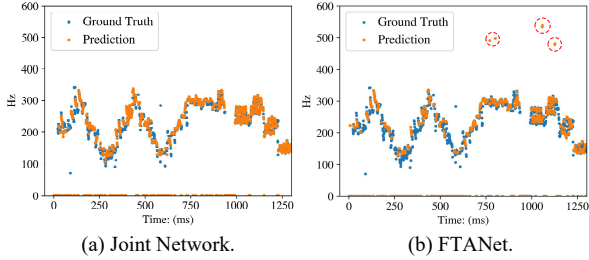 (a)
600
500
400
300
200
100
0
Hz
Ground Truth
Prediction
0
250
500
750
1000
1250
Time: (ms)
(a) Joint Network.
(b)
600
500
400
300
200
100
0
Hz
Ground Truth
Prediction
0
250
500
750
1000
1250
Time: (ms)
(b) FTANet.